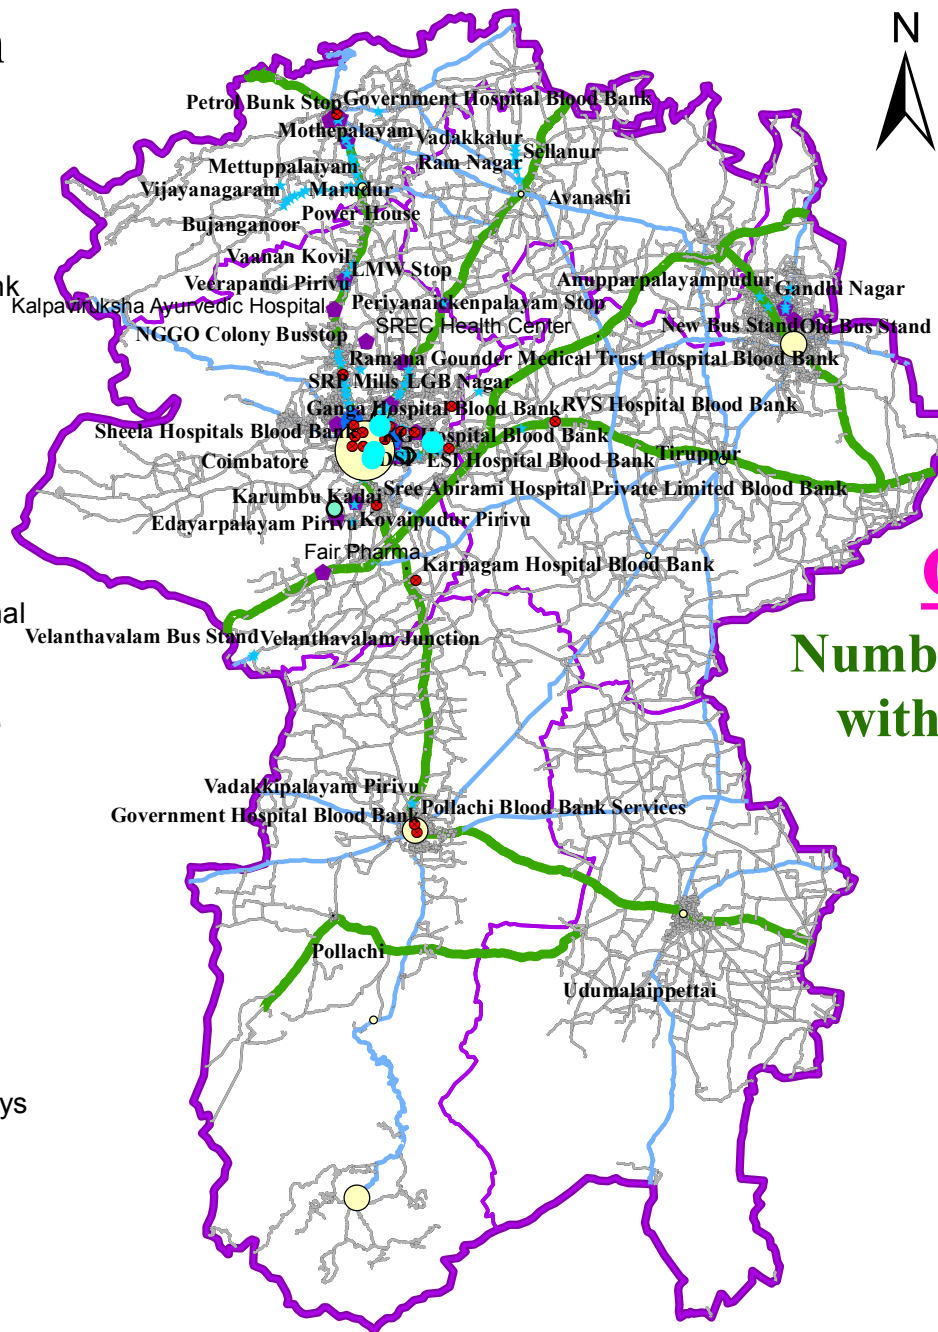 N
Petrol Bunk Stop
Government Hospital Blood Bank
Mothepalayam
Vadakkalur
Sellanur
Mettuppalaiyam
Ram Nagar
Vijayanagaram
Marudur
Avanashi
Power House
Bujanganoor
Vaanan Kovil
LMW Stop
Veerapandi Pirivu
Anupparpalayampudur
Gandhi Nagar
nk
Kalpaviruksha Ayurvedic Hospital
Periyanaickenpalayam Stop
NGGO Colony Busstop
SREC Health Center
New Bus Stand
Old Bus Stand
Ramana Gounder Medical Trust Hospital Blood Bank
SRP Mills
LGB Nagar
Ganga Hospital Blood Bank
RVS Hospital Blood Bank
Sheela Hospitals Blood Bank
Hospital Blood Bank
Coimbatore
ESI Hospital Blood Bank
Tiruppur
Karumbu Kadai
Sree Abirami Hospital Private Limited Blood Bank
Edayarpalayam Pirivu
Kovaipudur Pirivu
Fair Pharma
Karpagam Hospital Blood Bank
nal
Velanthavalam Bus Stand
Velanthavalam Junction
Numb
with
Vadakkipalayam Pirivu
Pollachi Blood Bank Services
Government Hospital Blood Bank
Pollachi
Udumalaippettai
ys